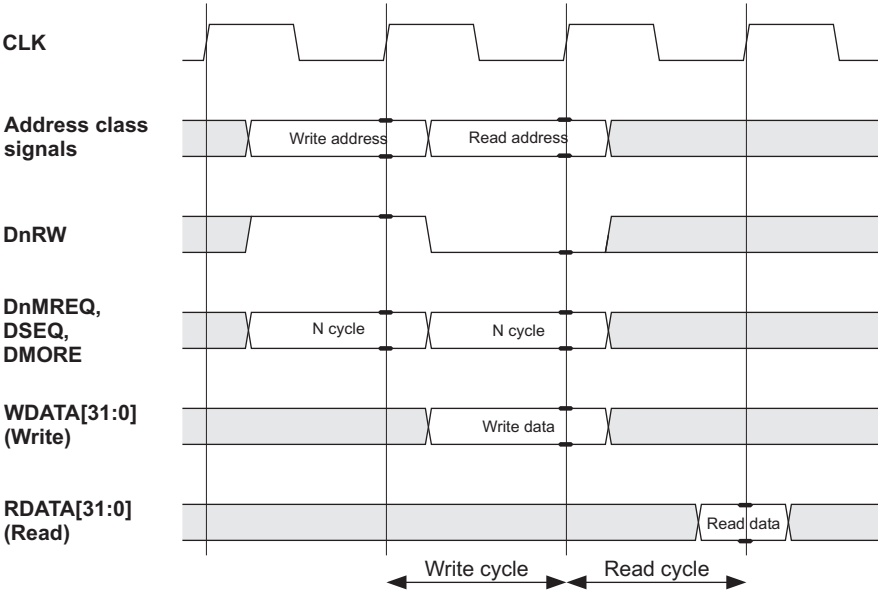 CLK
Address class
signals
Write address
Read address
DnRW
DnMREQ,
DSEQ,
DMORE
N cycle
N cycle
WDATA[31:0]
(Write)
Write data
RDATA[31:0]
(Read)
Read data
Write cycle
Read cycle